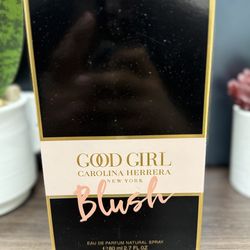 GOOD GIRL
CAROLINA HERRERA
NEW YORK
Blush
EAU DE PARFUM NATURAL SPRAY
℮ 80 ml 2.7 FL OZ